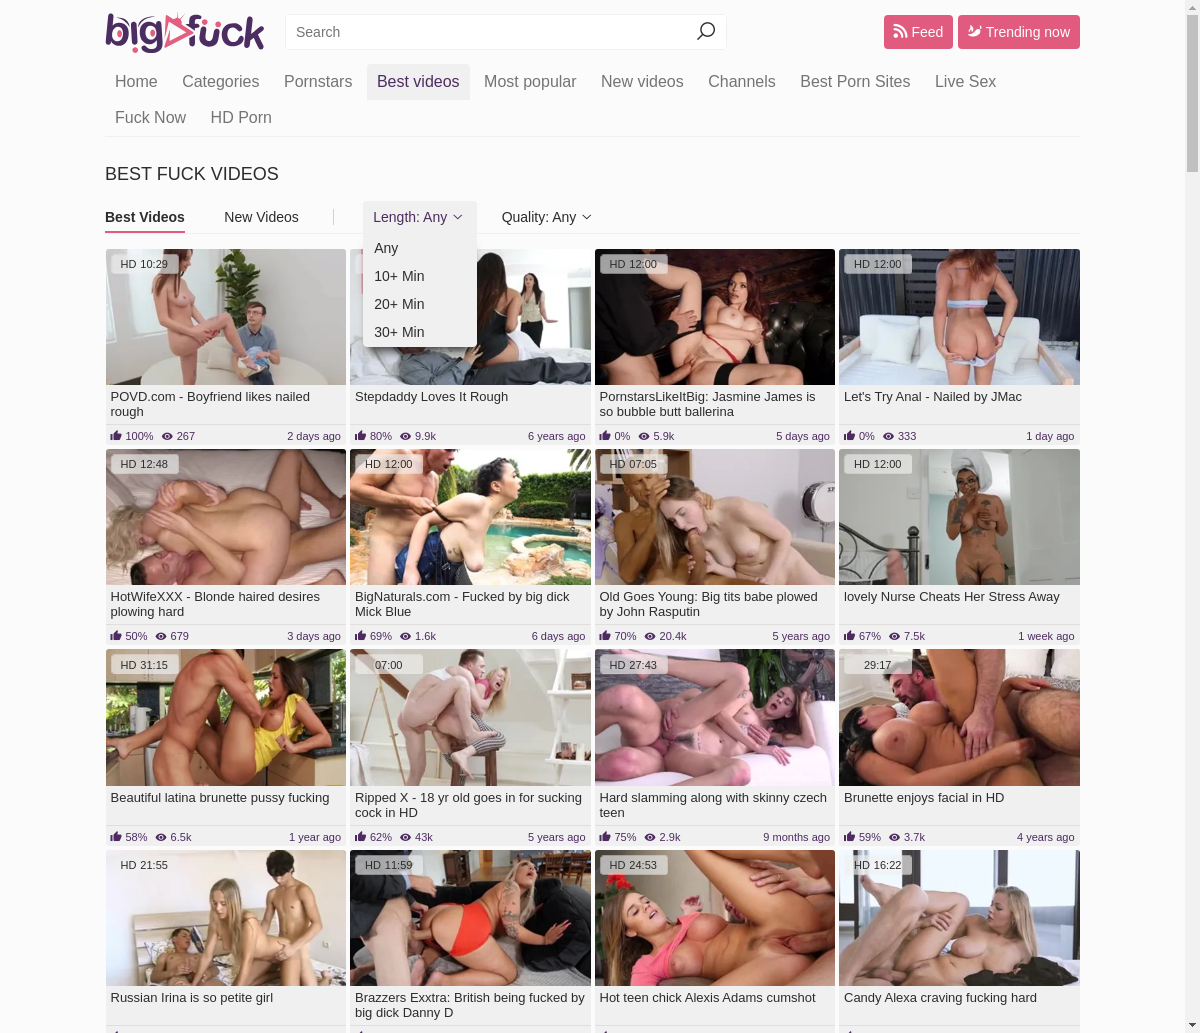 bigfuck
Search
Feed
Trending now
Home Categories Pornstars Best videos Most popular New videos Channels Best Porn Sites Live Sex
Fuck Now HD Porn
BEST FUCK VIDEOS
Best Videos New Videos Length: Any Quality: Any
Any
10+ Min
20+ Min
30+ Min
HD 10:29
POVD.com - Boyfriend likes nailed
rough
100% 267 2 days ago
Stepdaddy Loves It Rough
80% 9.9k 6 years ago
HD 12:00
PornstarsLikeItBig: Jasmine James is
so bubble butt ballerina
0% 5.9k 5 days ago
HD 12:00
Let's Try Anal - Nailed by JMac
0% 333 1 day ago
HD 12:48
HotWifeXXX - Blonde haired desires
plowing hard
50% 679 3 days ago
HD 12:00
BigNaturals.com - Fucked by big dick
Mick Blue
69% 1.6k 6 days ago
HD 07:05
Old Goes Young: Big tits babe plowed
by John Rasputin
70% 20.4k 5 years ago
HD 12:00
lovely Nurse Cheats Her Stress Away
67% 7.5k 1 week ago
HD 31:15
Beautiful latina brunette pussy fucking
58% 6.5k 1 year ago
07:00
Ripped X - 18 yr old goes in for sucking
cock in HD
62% 43k 5 years ago
HD 27:43
Hard slamming along with skinny czech
teen
75% 2.9k 9 months ago
29:17
Brunette enjoys facial in HD
59% 3.7k 4 years ago
HD 21:55
Russian Irina is so petite girl
HD 11:59
Brazzers Exxtra: British being fucked by
big dick Danny D
HD 24:53
Hot teen chick Alexis Adams cumshot
HD 16:22
Candy Alexa craving fucking hard